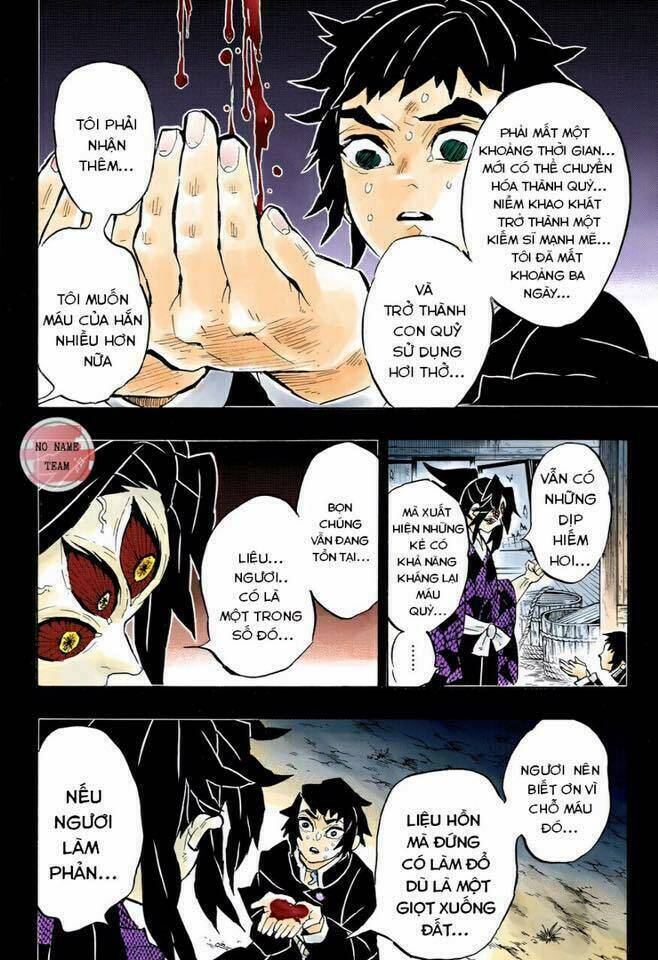 PHẢI MẤT MỘT
KHOẢNG THỜI GIAN...
MỚI CÓ THỂ CHUYỂN
HÓA THÀNH QUỶ...
NIỀM KHAO KHÁT
TRỞ THÀNH MỘT
KIẾM SĨ MẠNH MẼ...
TÔI ĐÃ MẤT
KHOẢNG BA
NGÀY...
VÀ
TRỞ THÀNH
CON QUỶ
SỬ DỤNG
HƠI THỞ...
TÔI PHẢI
NHẬN
THÊM...
TÔI MUỐN
MÁU CỦA HẮN
NHIỀU HƠN
NỮA
NO NAME
TEAM
VẪN CÓ
NHỮNG
DỊP
HIẾM
HOI...
MÀ XUẤT
HIỆN NHỮNG
KẺ CÓ
KHẢ NĂNG
KHÁNG LẠI
MÁU
QUỶ...
......
BỌN
CHÚNG
VẪN ĐANG
TỒN TẠI...
LIỆU...
NGƯƠI..
CÓ LÀ
MỘT TRONG
SỐ ĐÓ...
NGƯƠI NÊN
BIẾT ƠN VÌ
CHỖ MÁU
ĐÓ...
LIỆU HỒN
MÀ ĐỨNG
CÓ LÀM ĐỔ
DÙ LÀ MỘT
GIỌT XUỐNG
ĐẤT...
NẾU
NGƯƠI
LÀM
PHẢN...